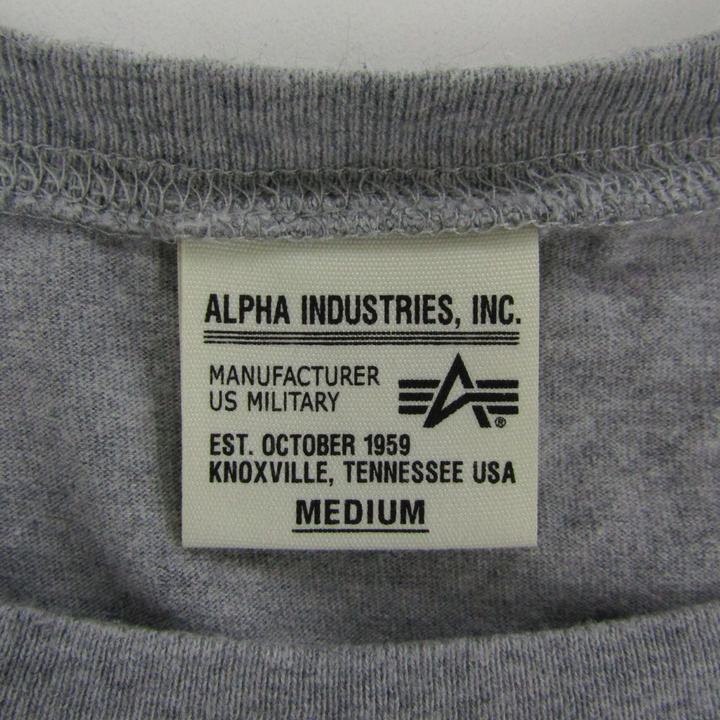 ALPHA INDUSTRIES, INC.
MANUFACTURER
US MILITARY
®
EST. OCTOBER 1959
KNOXVILLE, TENNESSEE USA
MEDIUM